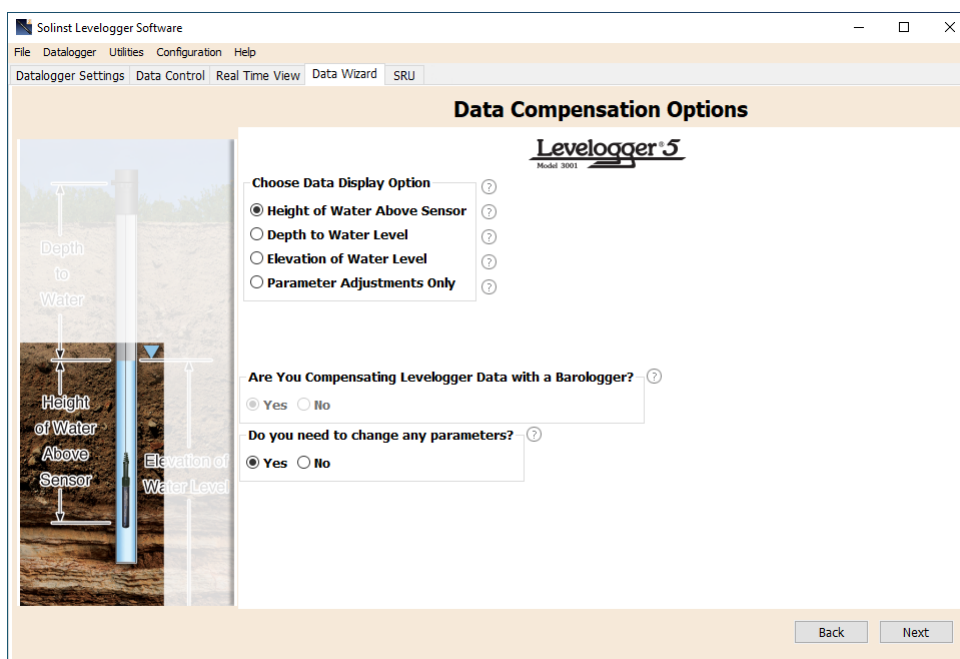 Solinst Levelogger Software
File Datalogger Utilities Configuration Help
Datalogger Settings Data Control Real Time View Data Wizard SRU
Data Compensation Options
Levelogger®5
Model 3001
Choose Data Display Option ?
Height of Water Above Sensor ?
Depth to Water Level ?
Elevation of Water Level ?
Parameter Adjustments Only ?
Are You Compensating Levelogger Data with a Barologger? ?
Yes No
Do you need to change any parameters? ?
Yes No
Depth
to
Water
Height
of Water
Above
Sensor
Elevation of
Water Level
Back Next